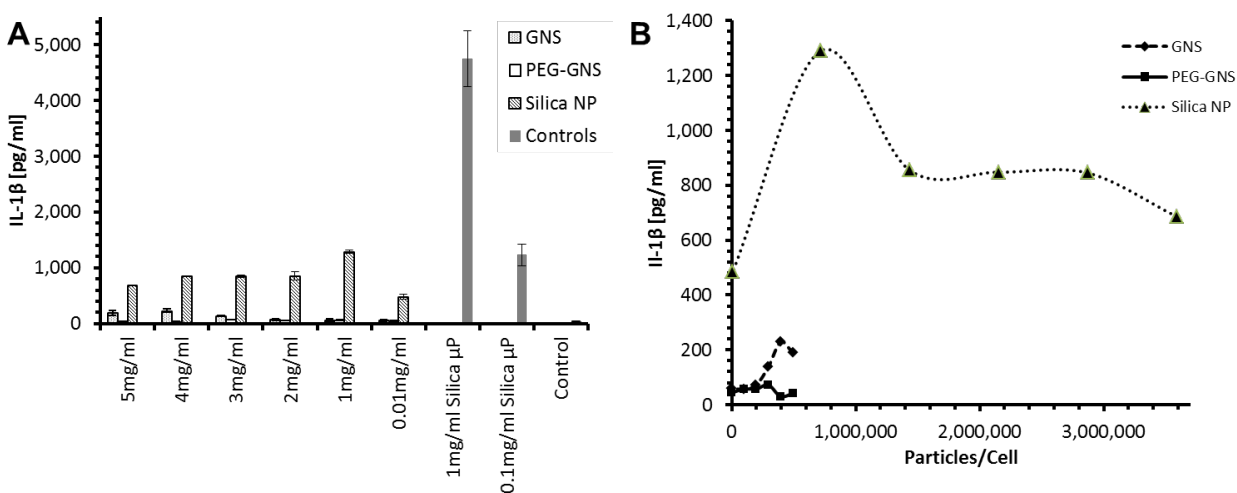 A
IL-1β [pg/ml]
5,000
4,000
3,000
2,000
1,000
0
GNS
PEG-GNS
Silica NP
Controls
5mg/ml
4mg/ml
3mg/ml
2mg/ml
1mg/ml
0.01mg/ml
1mg/ml Silica µP
0.1mg/ml Silica µP
Control
B
Il-1β [pg/ml]
1,400
1,200
1,000
800
600
400
200
0
GNS
PEG-GNS
Silica NP
0
1,000,000
2,000,000
3,000,000
Particles/Cell